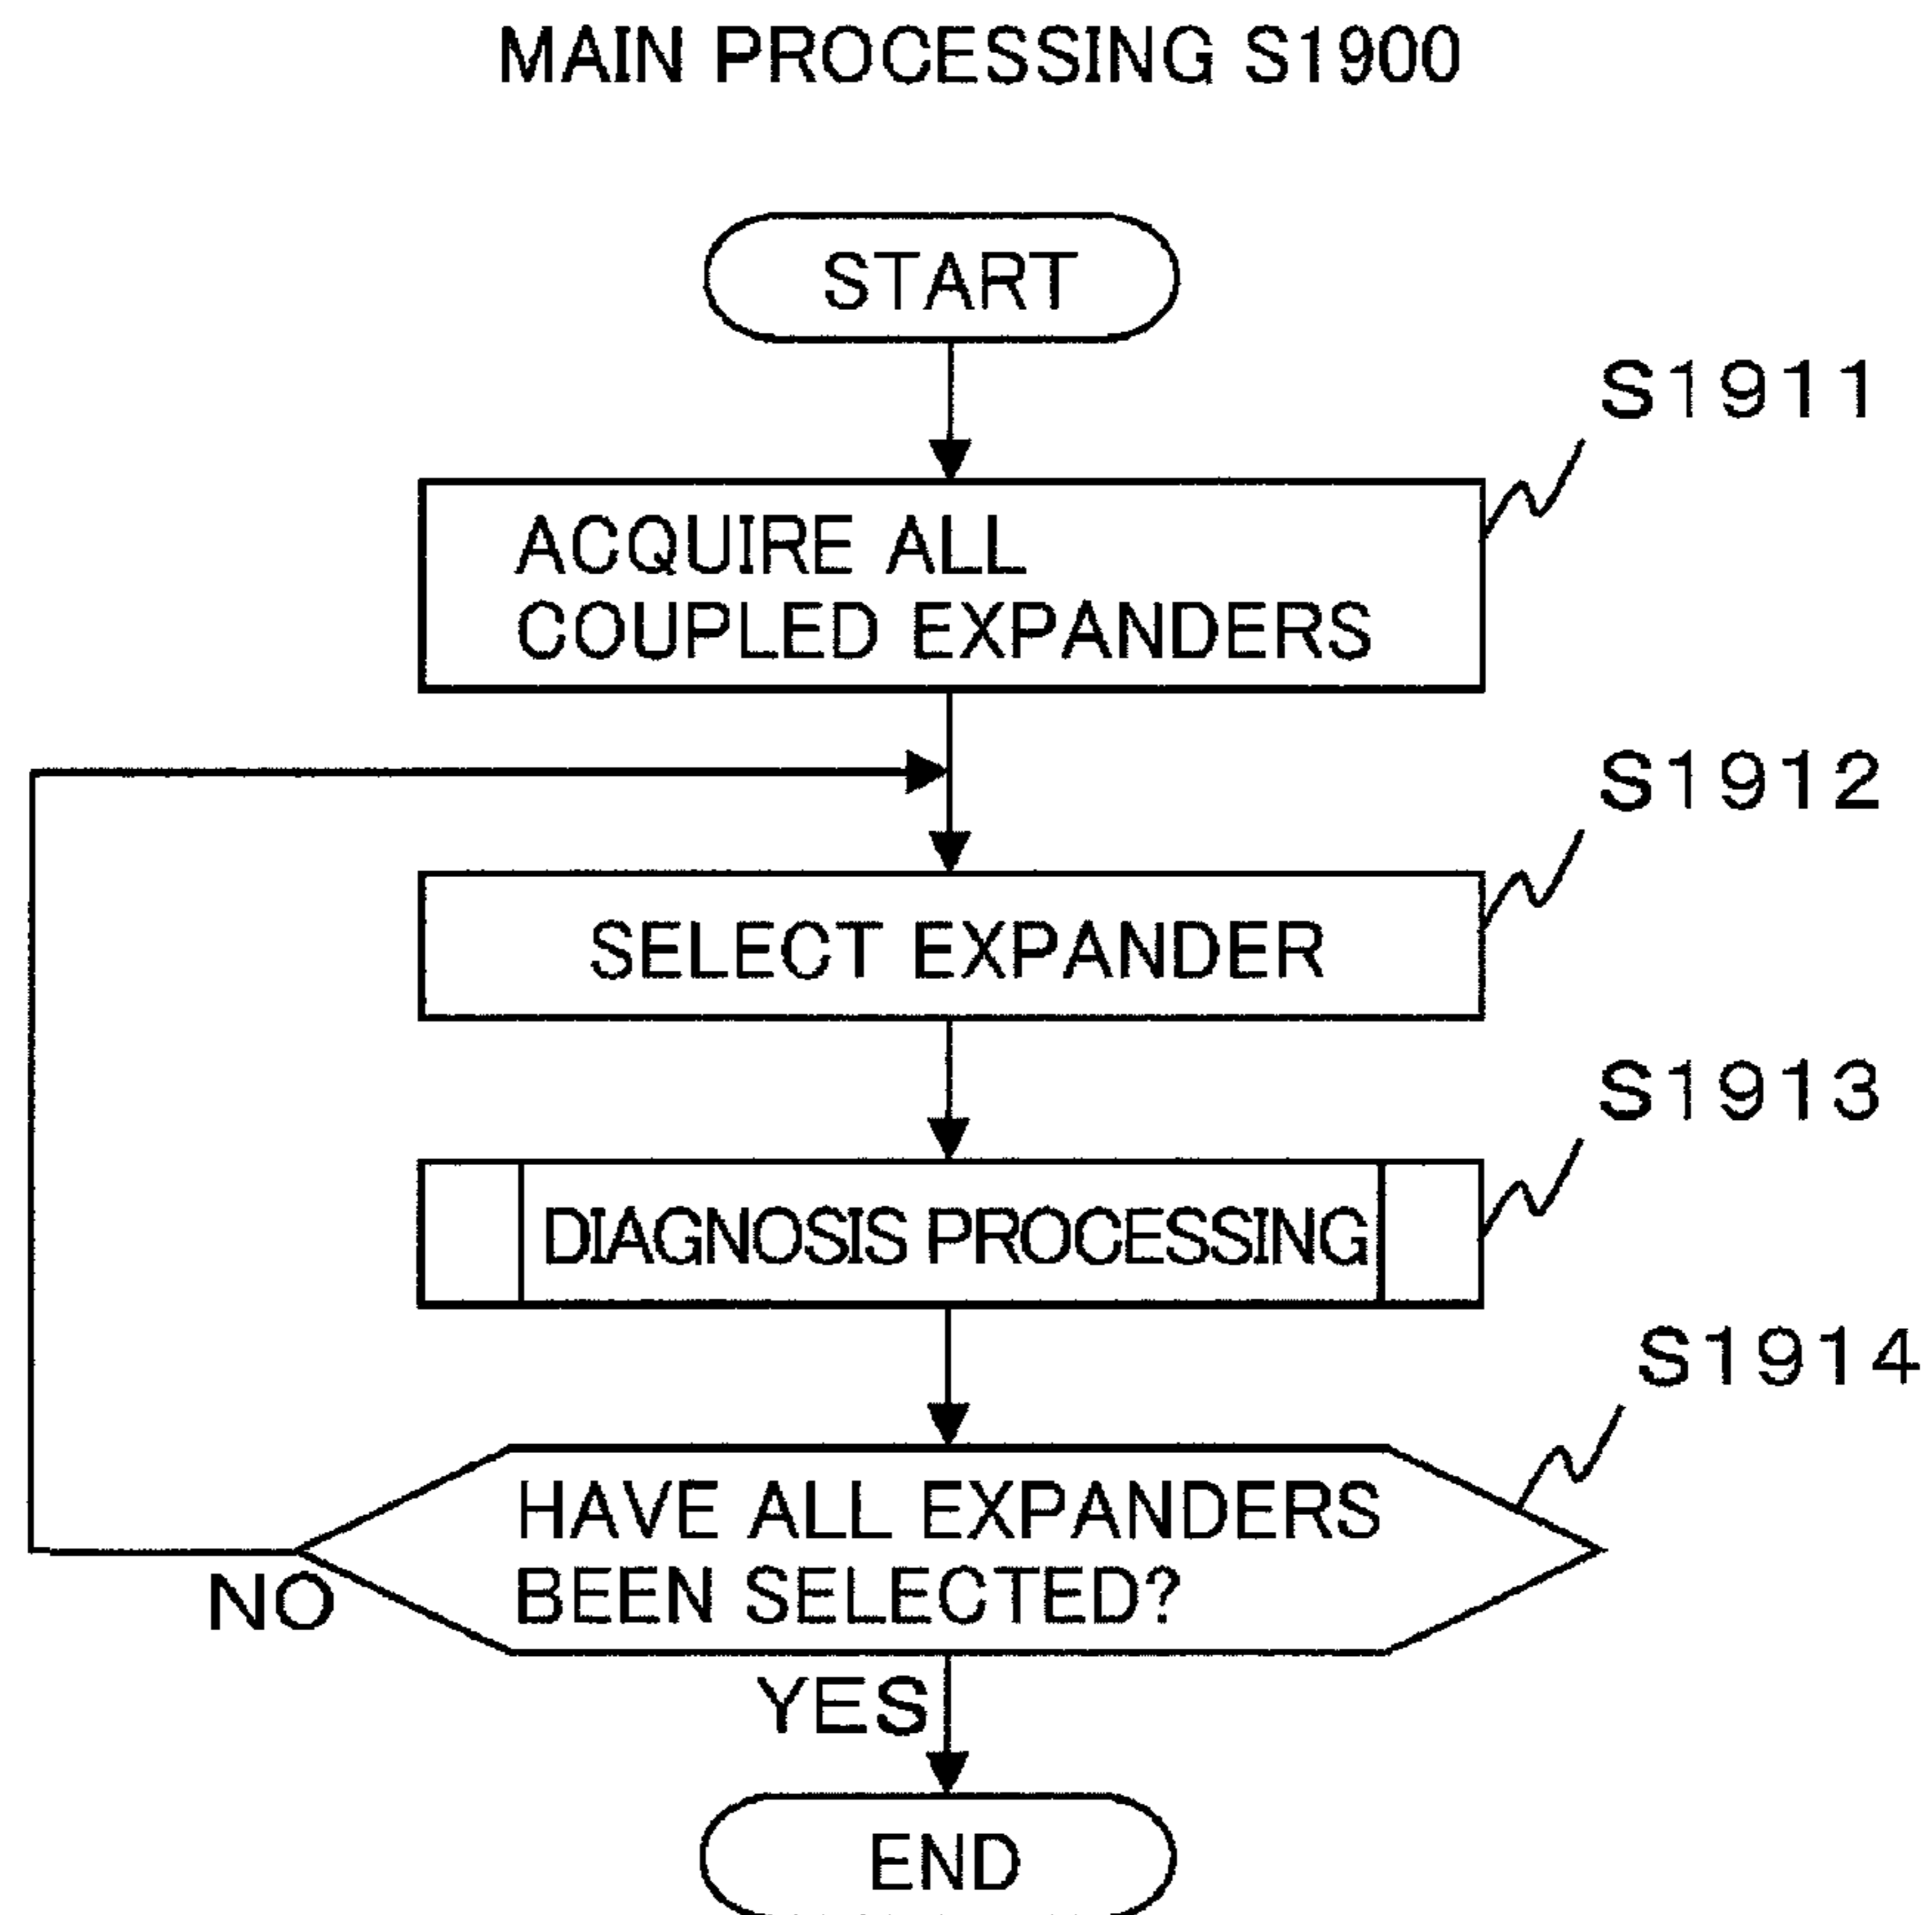 MAIN PROCESSING S1900
START
S1911
ACQUIRE ALL
COUPLED EXPANDERS
S1912
SELECT EXPANDER
S1913
DIAGNOSIS PROCESSING
S1914
HAVE ALL EXPANDERS
BEEN SELECTED?
NO
YES
END